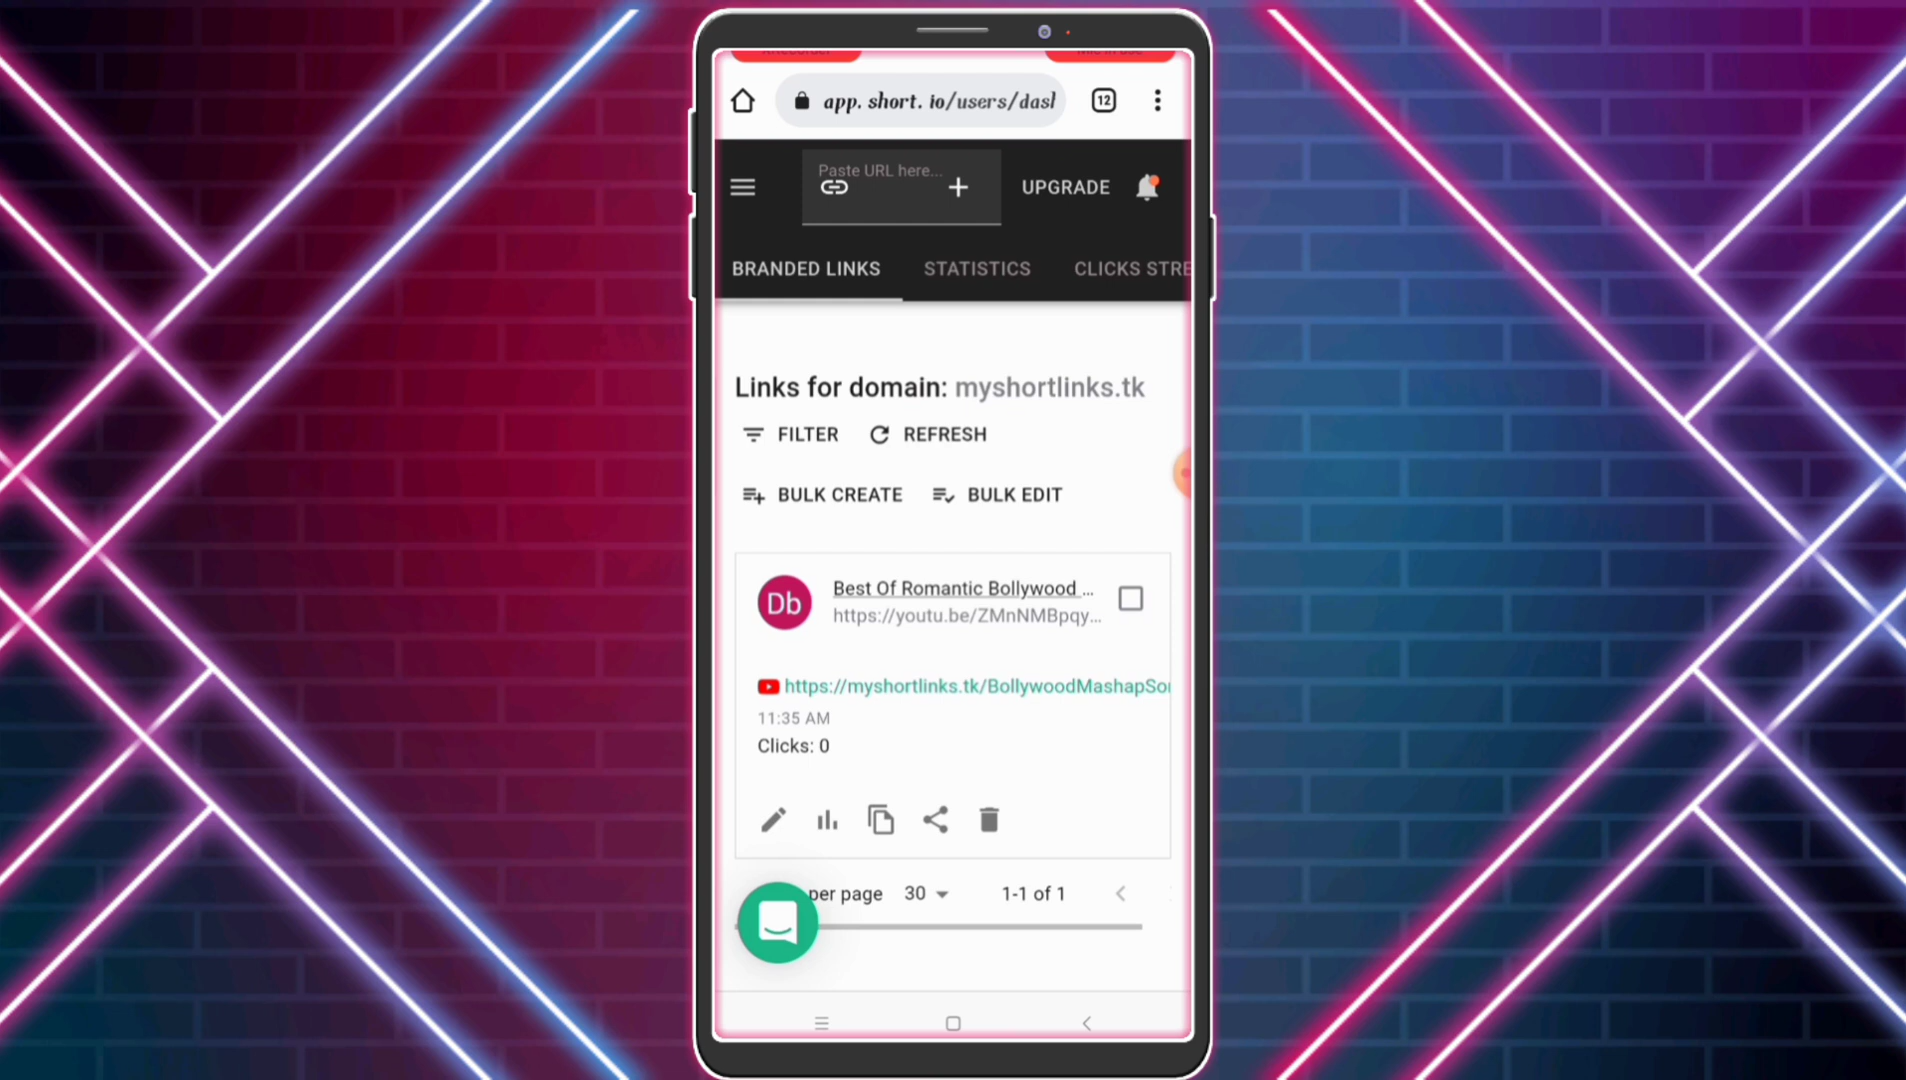 app. short. io/users/dasl
12
Paste URL here...
UPGRADE
BRANDED LINKS
STATISTICS
CLICKS STRE
Links for domain: myshortlinks.tk
FILTER
REFRESH
BULK CREATE
BULK EDIT
Db
Best Of Romantic Bollywood ...
https://youtu.be/ZMnNMBpqy...
https://myshortlinks.tk/BollywoodMashapSo
11:35 AM
Clicks: 0
per page
30
1-1 of 1